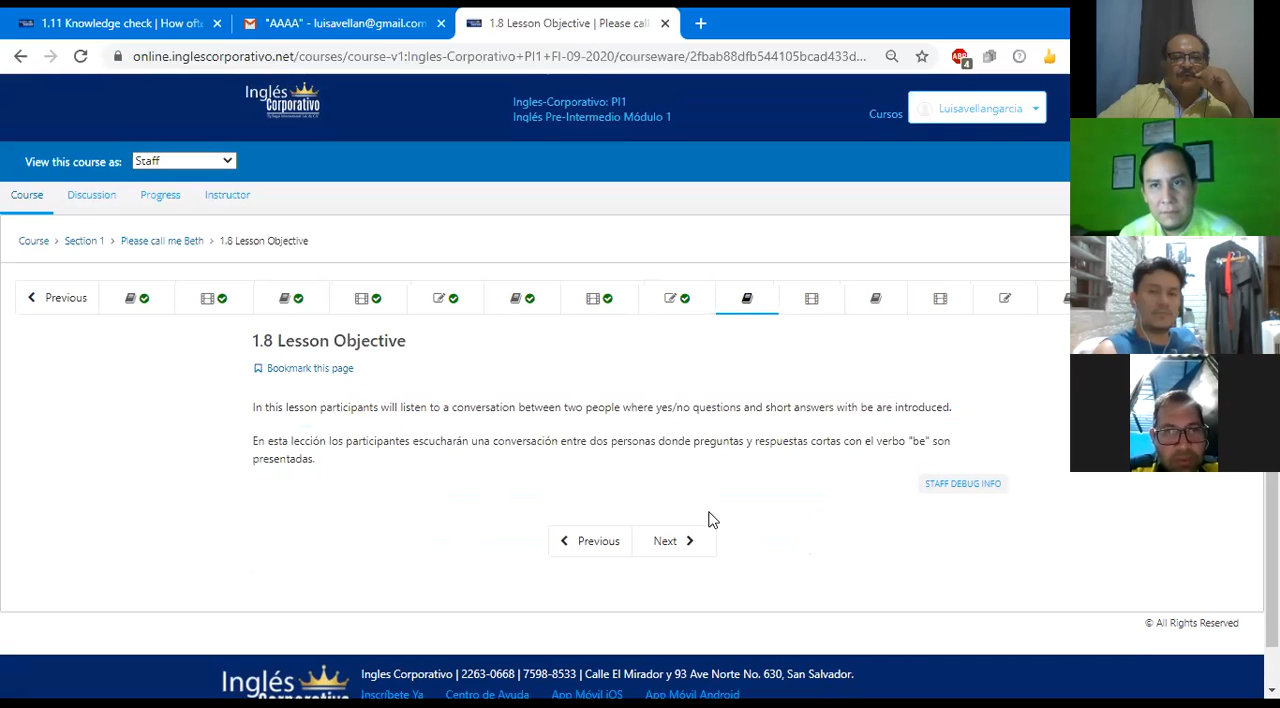 1.11 Knowledge check | How ofte
"AAAA" - luisavellan@gmail.com
1.8 Lesson Objective | Please call
online.inglescorporativo.net/courses/course-v1:Ingles-Corporativo+PI1+FI-09-2020/courseware/2fbab88dfb544105bcad433d...
4
Inglés
Corporativo
Ingles-Corporativo: PI1
Inglés Pre-Intermedio Módulo 1
Cursos
Luisavellangarcia
View this course as:
Staff
Course
Discussion
Progress
Instructor
Course > Section 1 > Please call me Beth > 1.8 Lesson Objective
Previous
1.8 Lesson Objective
Bookmark this page
In this lesson participants will listen to a conversation between two people where yes/no questions and short answers with be are introduced.
En esta lección los participantes escucharán una conversación entre dos personas donde preguntas y respuestas cortas con el verbo "be" son
presentadas.
STAFF DEBUG INFO
Previous
Next
© All Rights Reserved
Inglés
Corporativo
Ingles Corporativo | 2263-0668 | 7598-8533 | Calle El Mirador y 93 Ave Norte No. 630, San Salvador.
Inscríbete Ya
Centro de Ayuda
App Móvil iOS
App Móvil Android